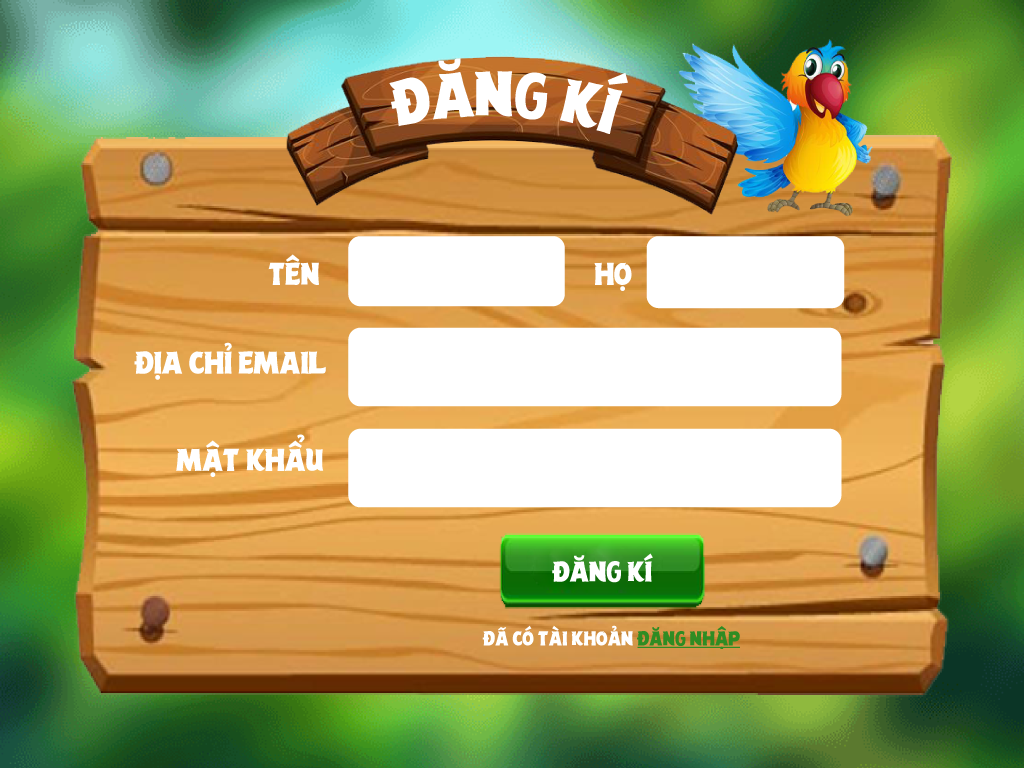 ĐĂNG KÍ
TÊN
HỌ
ĐỊA CHỈ EMAIL
MẬT KHẨU
ĐĂNG KÍ
ĐÃ CÓ TÀI KHOẢN ĐĂNG NHẬP